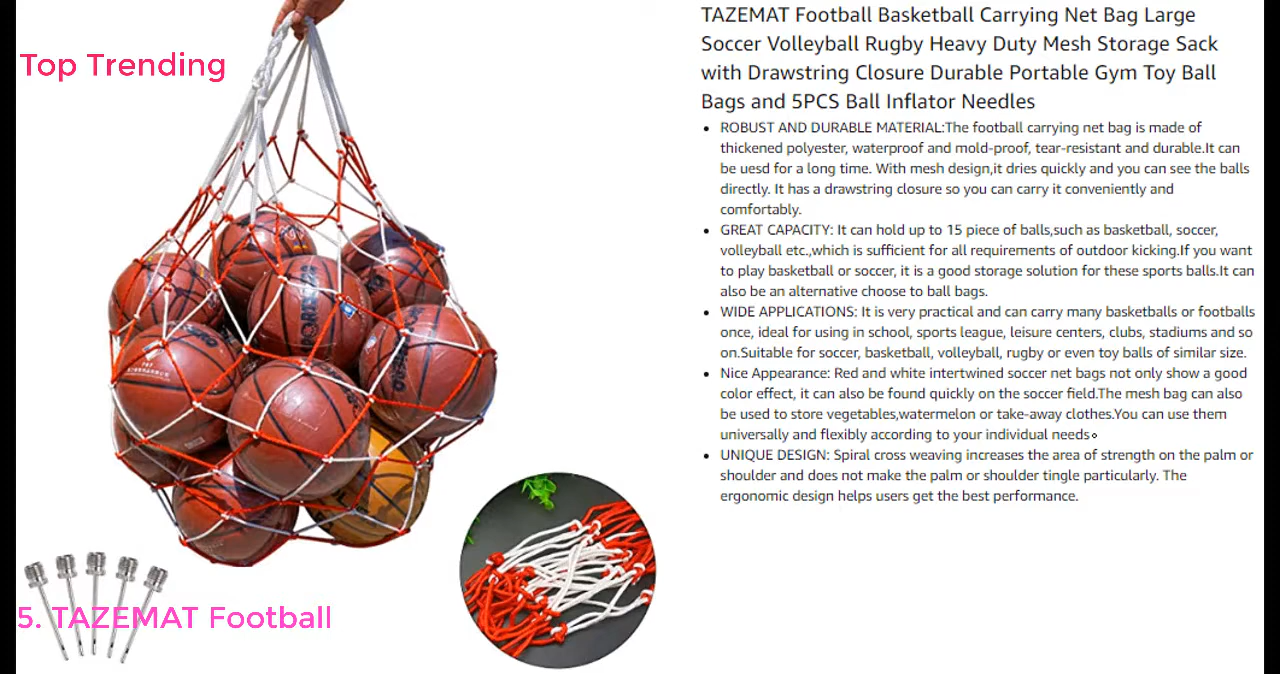 Top Trending
5. TAZEMAT Football
TAZEMAT Football Basketball Carrying Net Bag Large
Soccer Volleyball Rugby Heavy Duty Mesh Storage Sack
with Drawstring Closure Durable Portable Gym Toy Ball
Bags and 5PCS Ball Inflator Needles
• ROBUST AND DURABLE MATERIAL:The football carrying net bag is made of
thickened polyester, waterproof and mold-proof, tear-resistant and durable.It can
be uesd for a long time. With mesh design,it dries quickly and you can see the balls
directly. It has a drawstring closure so you can carry it conveniently and
comfortably.
• GREAT CAPACITY: It can hold up to 15 piece of balls,such as basketball, soccer,
volleyball etc.,which is sufficient for all requirements of outdoor kicking.If you want
to play basketball or soccer, it is a good storage solution for these sports balls.It can
also be an alternative choose to ball bags.
• WIDE APPLICATIONS: It is very practical and can carry many basketballs or footballs
once, ideal for using in school, sports league, leisure centers, clubs, stadiums and so
on.Suitable for soccer, basketball, volleyball, rugby or even toy balls of similar size.
• Nice Appearance: Red and white intertwined soccer net bags not only show a good
color effect, it can also be found quickly on the soccer field.The mesh bag can also
be used to store vegetables,watermelon or take-away clothes.You can use them
universally and flexibly according to your individual needs。
• UNIQUE DESIGN: Spiral cross weaving increases the area of strength on the palm or
shoulder and does not make the palm or shoulder tingle particularly. The
ergonomic design helps users get the best performance.